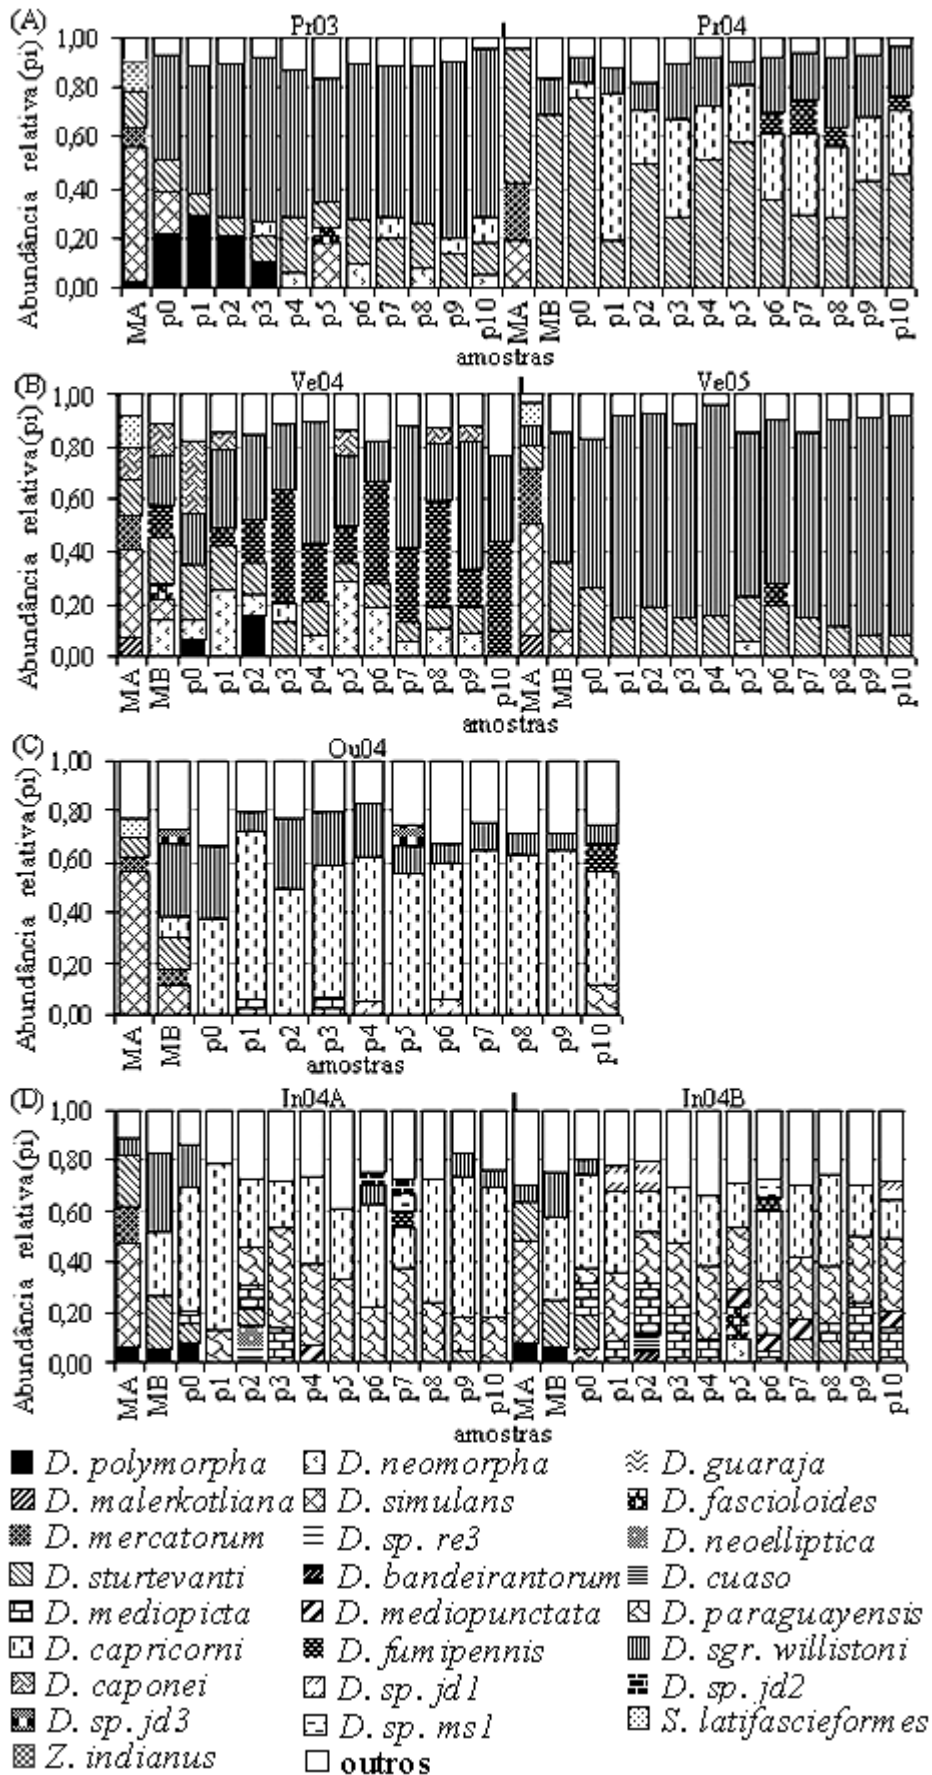 (A) Pr03 Pr04
Abundância relativa (pi)
1,00
0,80
0,60
0,40
0,20
0,00
MA p0 p1 p2 p3 p4 p5 p6 p7 p8 p9 p10 MA MB p0 p1 p2 p3 p4 p5 p6 p7 p8 p9 p10
amostras
(B) Ve04 Ve05
Abundância relativa(pi)
1,00
0,80
0,60
0,40
0,20
0,00
MA MB p0 p1 p2 p3 p4 p5 p6 p7 p8 p9 p10 MA MB p0 p1 p2 p3 p4 p5 p6 p7 p8 p9 p10
amostras
(C) Ou04
Abundância relativa(pi)
1,00
0,80
0,60
0,40
0,20
0,00
MA MB p0 p1 p2 p3 p4 p5 p6 p7 p8 p9 p10
amostras
(D) In04A In04B
Abundância relativa(pi)
1,00
0,80
0,60
0,40
0,20
0,00
MA MB p0 p1 p2 p3 p4 p5 p6 p7 p8 p9 p10 MA MB p0 p1 p2 p3 p4 p5 p6 p7 p8 p9 p10
amostras
D. polymorpha D. neomorpha D. guaraja
D. malerkotliana D. simulans D. fascioloides
D. mercatorum D. sp. re3 D. neoelliptica
D. sturtevanti D. bandeirantorum D. cuaso
D. mediopicta D. mediopunctata D. paraguayensis
D. capricorni D. fumipennis D. sgr. willistoni
D. caponei D. sp. jd1 D. sp. jd2
D. sp. jd3 D. sp. ms1 S. latifascieformes
Z. indianus outros